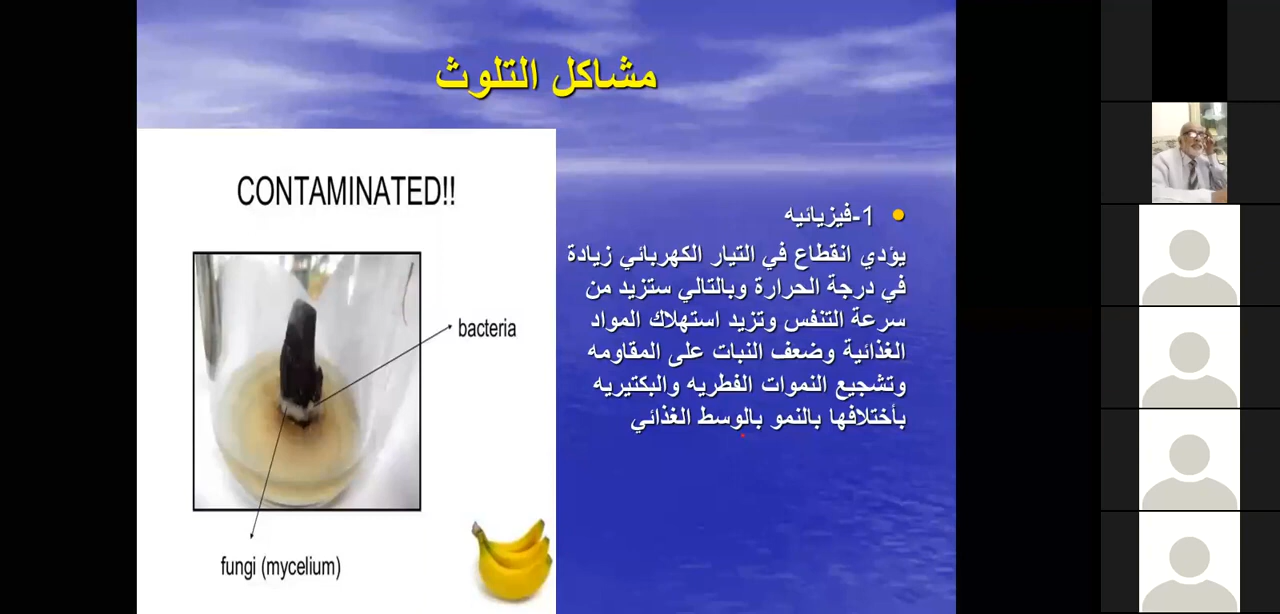 مشاكل التلوث
CONTAMINATED!!
bacteria
fungi (mycelium)
1-فيزيائيه
يؤدي انقطاع في التيار الكهربائي زيادة
في درجة الحرارة وبالتالي ستزيد من
سرعة التنفس وتزيد استهلاك المواد
الغذائية وضعف النبات على المقاومه
وتشجيع النموات الفطريه والبكتيريه
بأختلافها بالنمو بالوسط الغذائي